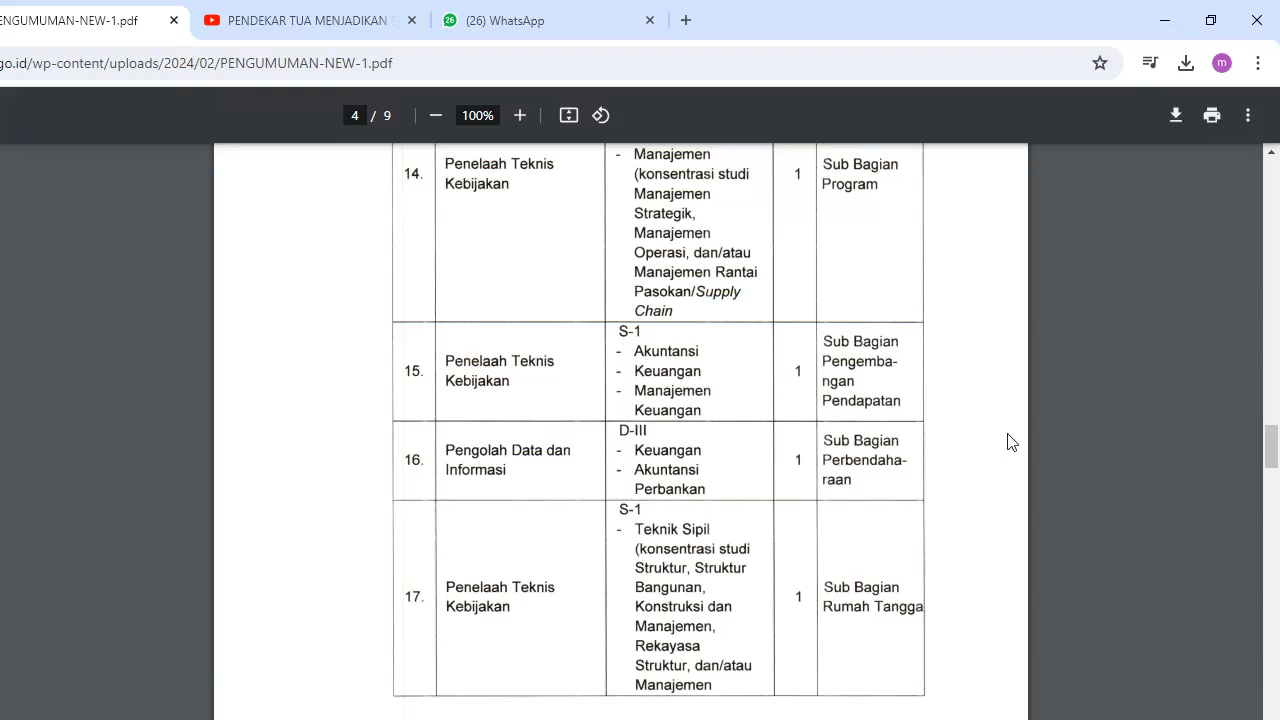 ENGUMUMAN-NEW-1.pdf
PENDEKAR TUA MENJADIKAN
(26) WhatsApp
go.id/wp-content/uploads/2024/02/PENGUMUMAN-NEW-1.pdf
m
4 / 9
100%
14.
Penelaah Teknis
Kebijakan
- Manajemen
(konsentrasi studi
Manajemen
Strategik,
Manajemen
Operasi, dan/atau
Manajemen Rantai
Pasokan/Supply
Chain
1
Sub Bagian
Program
15.
Penelaah Teknis
Kebijakan
S-1
- Akuntansi
- Keuangan
- Manajemen
Keuangan
1
Sub Bagian
Pengemba-
ngan
Pendapatan
16.
Pengolah Data dan
Informasi
D-III
- Keuangan
- Akuntansi
Perbankan
1
Sub Bagian
Perbendaha-
raan
17.
Penelaah Teknis
Kebijakan
S-1
- Teknik Sipil
(konsentrasi studi
Struktur, Struktur
Bangunan,
Konstruksi dan
Manajemen,
Rekayasa
Struktur, dan/atau
Manajemen
1
Sub Bagian
Rumah Tangga